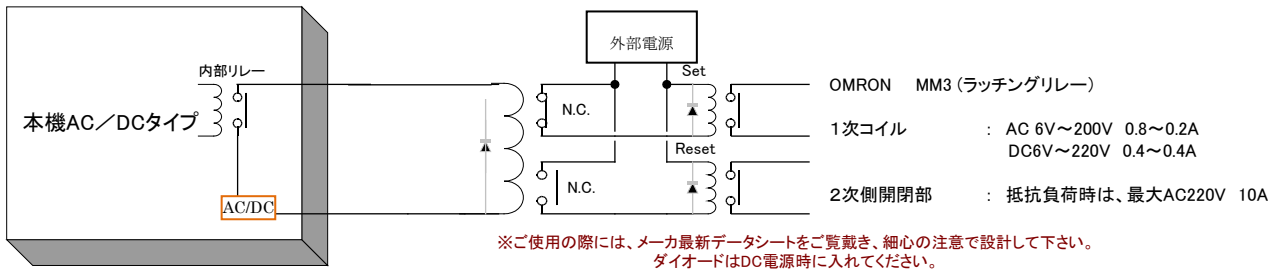 外部電源
内部リレー
Set
N.C.
OMRON MM3 (ラッチングリレー)
本機AC／DCタイプ
1次コイル : AC 6V～200V 0.8～0.2A
DC6V～220V 0.4～0.4A
Reset
N.C.
AC/DC
2次側開閉部 : 抵抗負荷時は、最大AC220V 10A
※ご使用の際には、メーカ最新データシートをご覧戴き、細心の注意で設計して下さい。
ダイオードはDC電源時に入れてください。